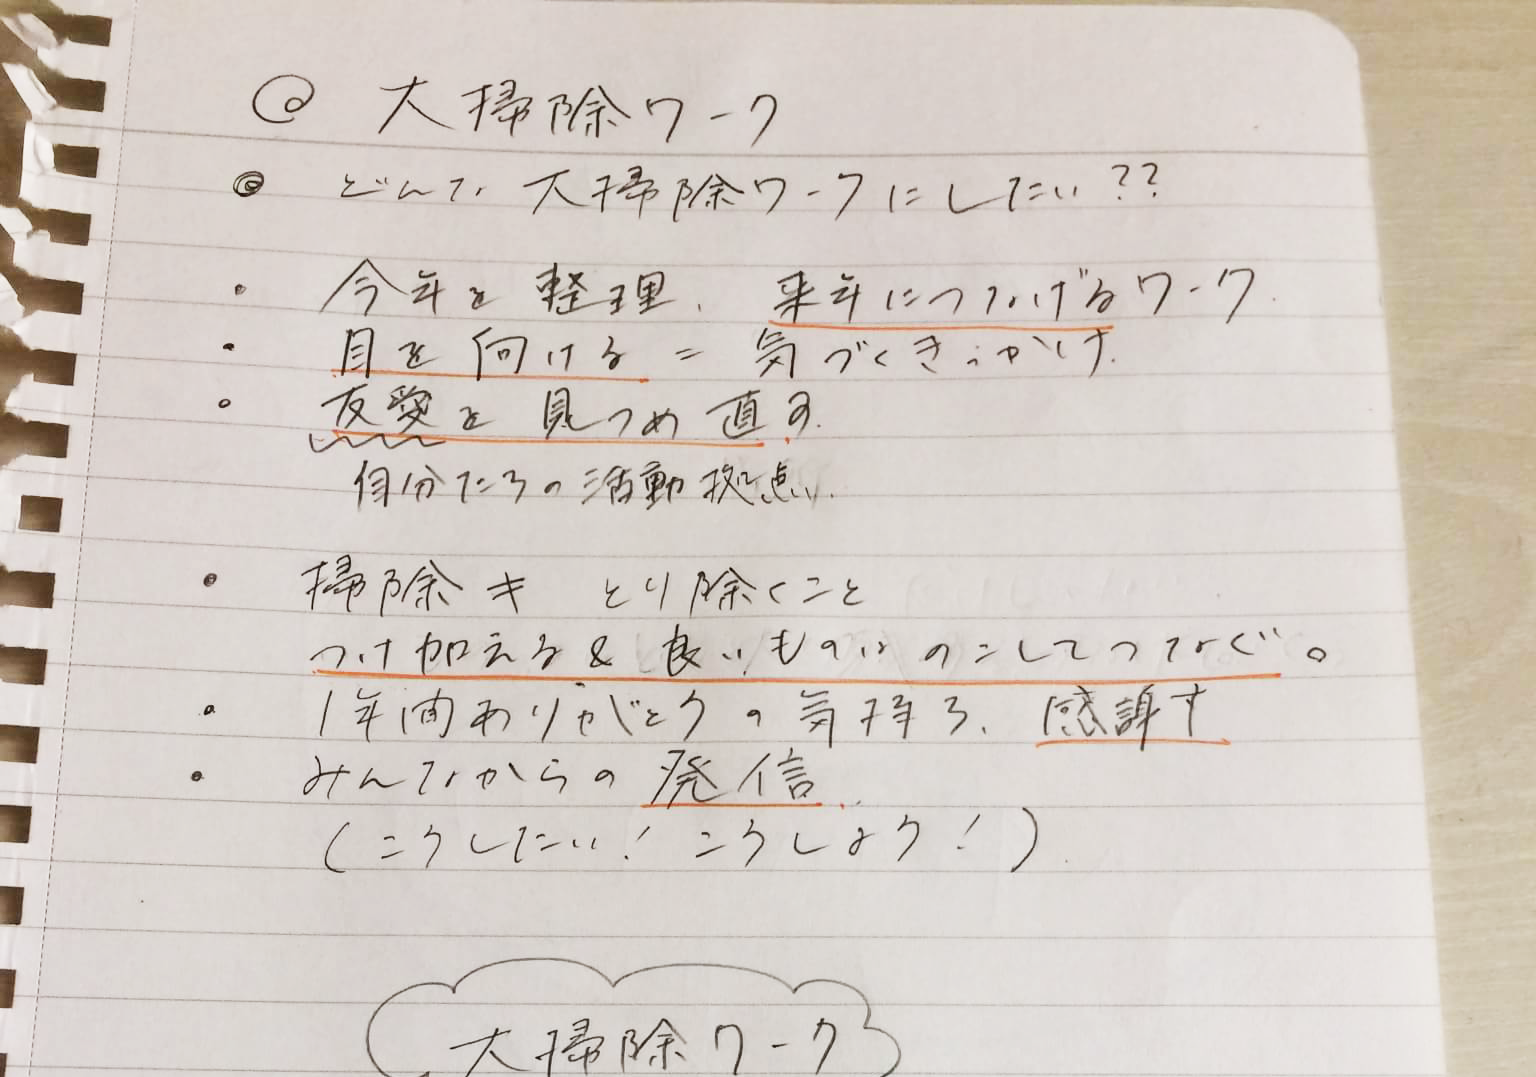 ◎ 大掃除ワーク
◎ どんな大掃除ワークにしたい??
・ 今年を整理、来年につなげるワーク.
・ 目を向ける = 気づくきっかけ.
・ 友愛を見つめ直す.
自分たちの活動拠点.
・ 掃除 ≠ とり除くこと
つけ加える & 良いものはのこしてつなぐ。
・ 1年間ありがとうの気持ち、感謝す
・ みんなからの発信.
(こうしたい! こうしよう!)
大掃除ワーク